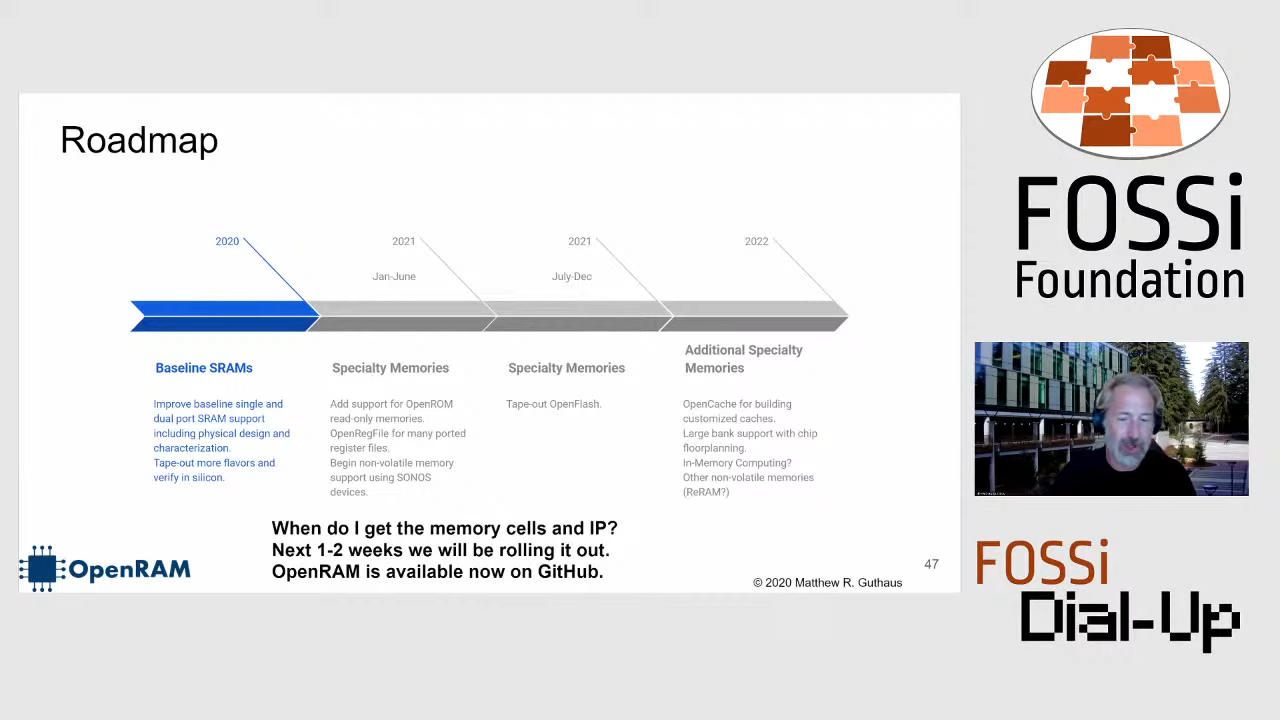 Roadmap
2020
2021
Jan-June
2021
July-Dec
2022
Baseline SRAMs
Improve baseline single and
dual port SRAM support
including physical design and
characterization.
Tape-out more flavors and
verify in silicon.
Specialty Memories
Add support for OpenROM
read-only memories.
OpenRegFile for many ported
register files.
Begin non-volatile memory
support using SONOS
devices.
Specialty Memories
Tape-out OpenFlash.
Additional Specialty
Memories
OpenCache for building
customized caches.
Large bank support with chip
floorplanning.
In-Memory Computing?
Other non-volatile memories
(ReRAM?)
When do I get the memory cells and IP?
Next 1-2 weeks we will be rolling it out.
OpenRAM is available now on GitHub.
OpenRAM
47
© 2020 Matthew R. Guthaus
FOSSi
Foundation
FOSSi
Dial-Up